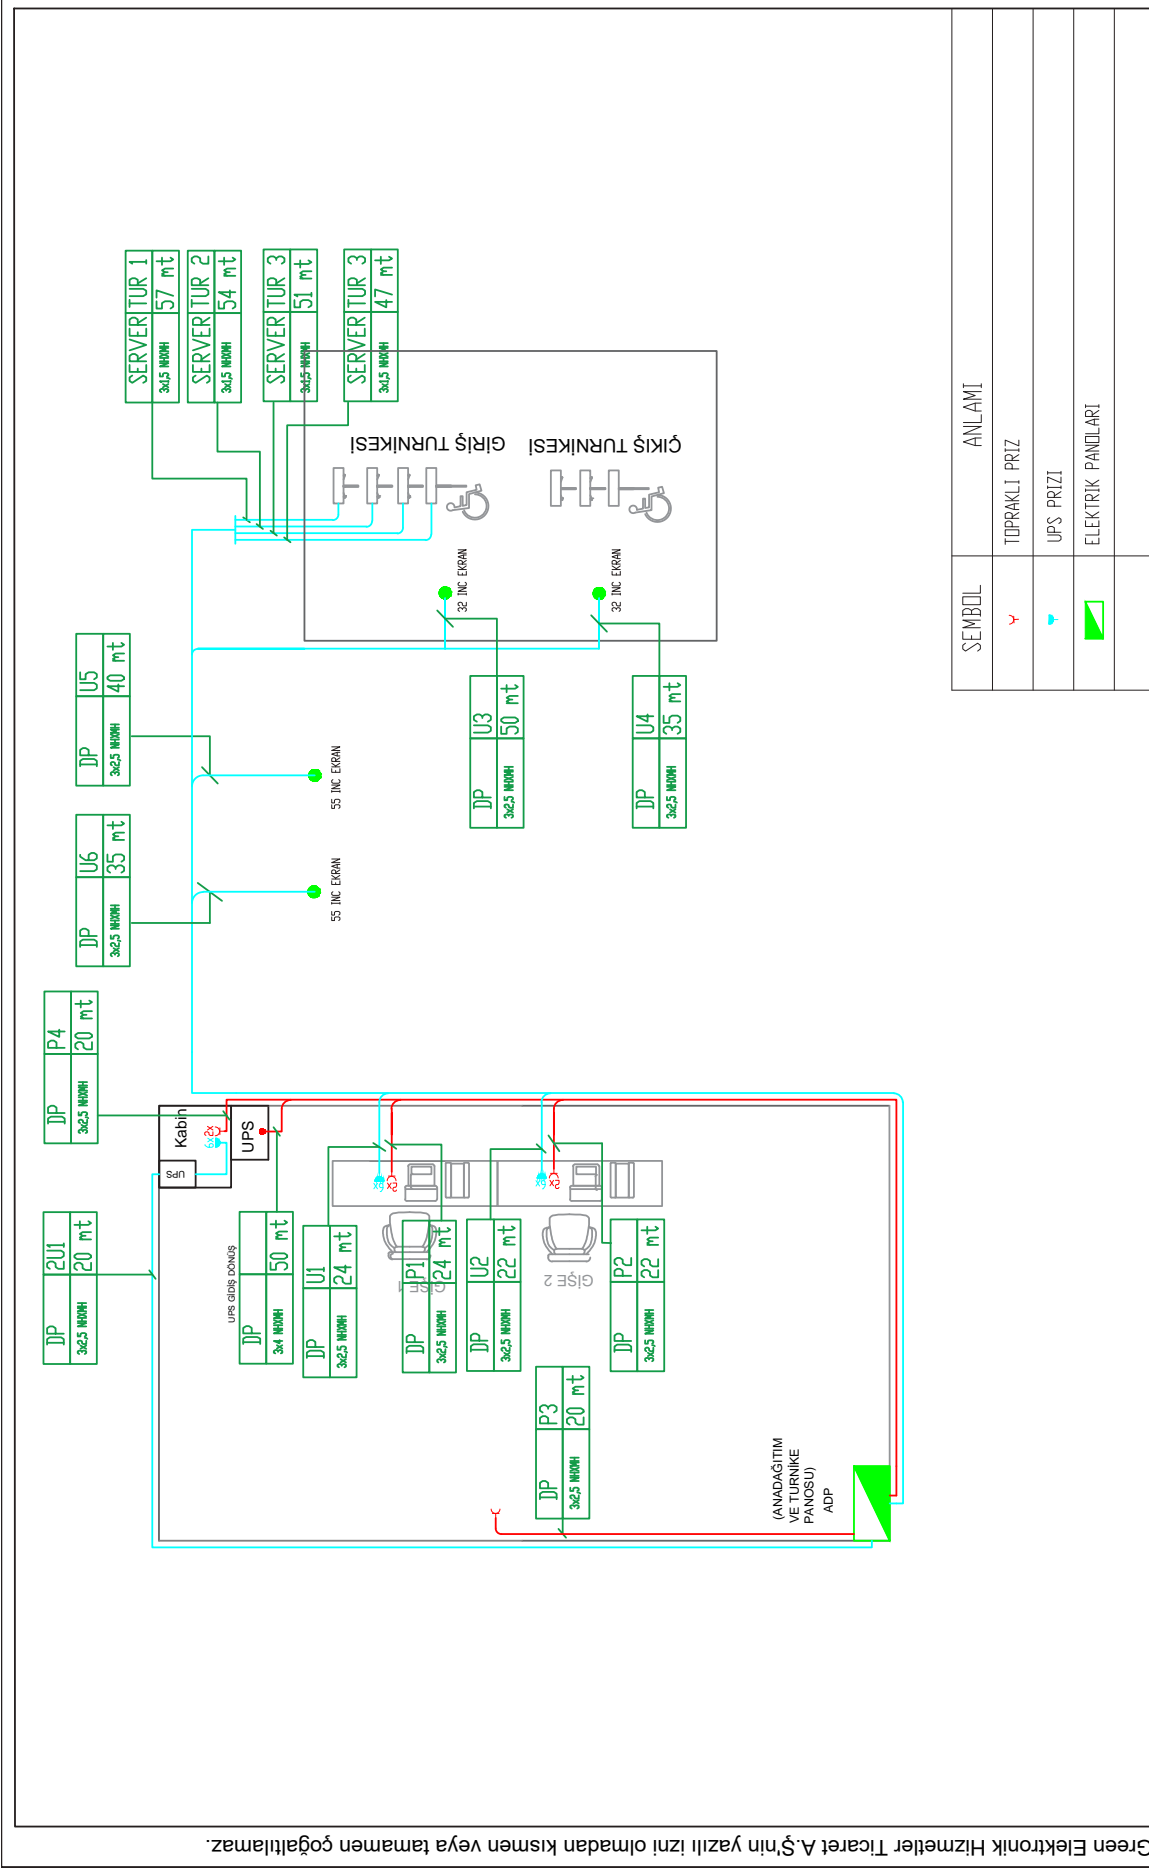 SERVER TUR 1
3x1,5 NHXMH 57 mt
SERVER TUR 2
3x1,5 NHXMH 54 mt
SERVER TUR 3
3x1,5 NHXMH 51 mt
SERVER TUR 3
3x1,5 NHXMH 47 mt
GİRİŞ TURNİKESİ
ÇIKIŞ TURNİKESİ
32 INC EKRAN
32 INC EKRAN
DP U5
3x2,5 NHXMH 40 mt
DP U6
3x2,5 NHXMH 35 mt
55 INC EKRAN
55 INC EKRAN
DP U3
3x2,5 NHXMH 50 mt
DP U4
3x2,5 NHXMH 35 mt
DP P4
3x2,5 NHXMH 20 mt
Kabin
6x
2x
UPS
UPS
DP 2U1
3x2,5 NHXMH 20 mt
UPS GİDİŞ DÖNÜŞ
DP
3x4 NHXMH 50 mt
DP U1
3x2,5 NHXMH 24 mt
DP P1
3x2,5 NHXMH 24 mt
DP U2
3x2,5 NHXMH 22 mt
DP P2
3x2,5 NHXMH 22 mt
6x
2x
6x
2x
GİŞE 1
GİŞE 2
DP P3
3x2,5 NHXMH 20 mt
(ANADAĞITIM
VE TURNİKE
PANOSU)
ADP
SEMBOL ANLAMI
TOPRAKLI PRIZ
UPS PRIZI
ELEKTRIK PANOLARI
Green Elektronik Hizmetler Ticaret A.Ş'nin yazılı izni olmadan kısmen veya tamamen çoğaltılamaz.